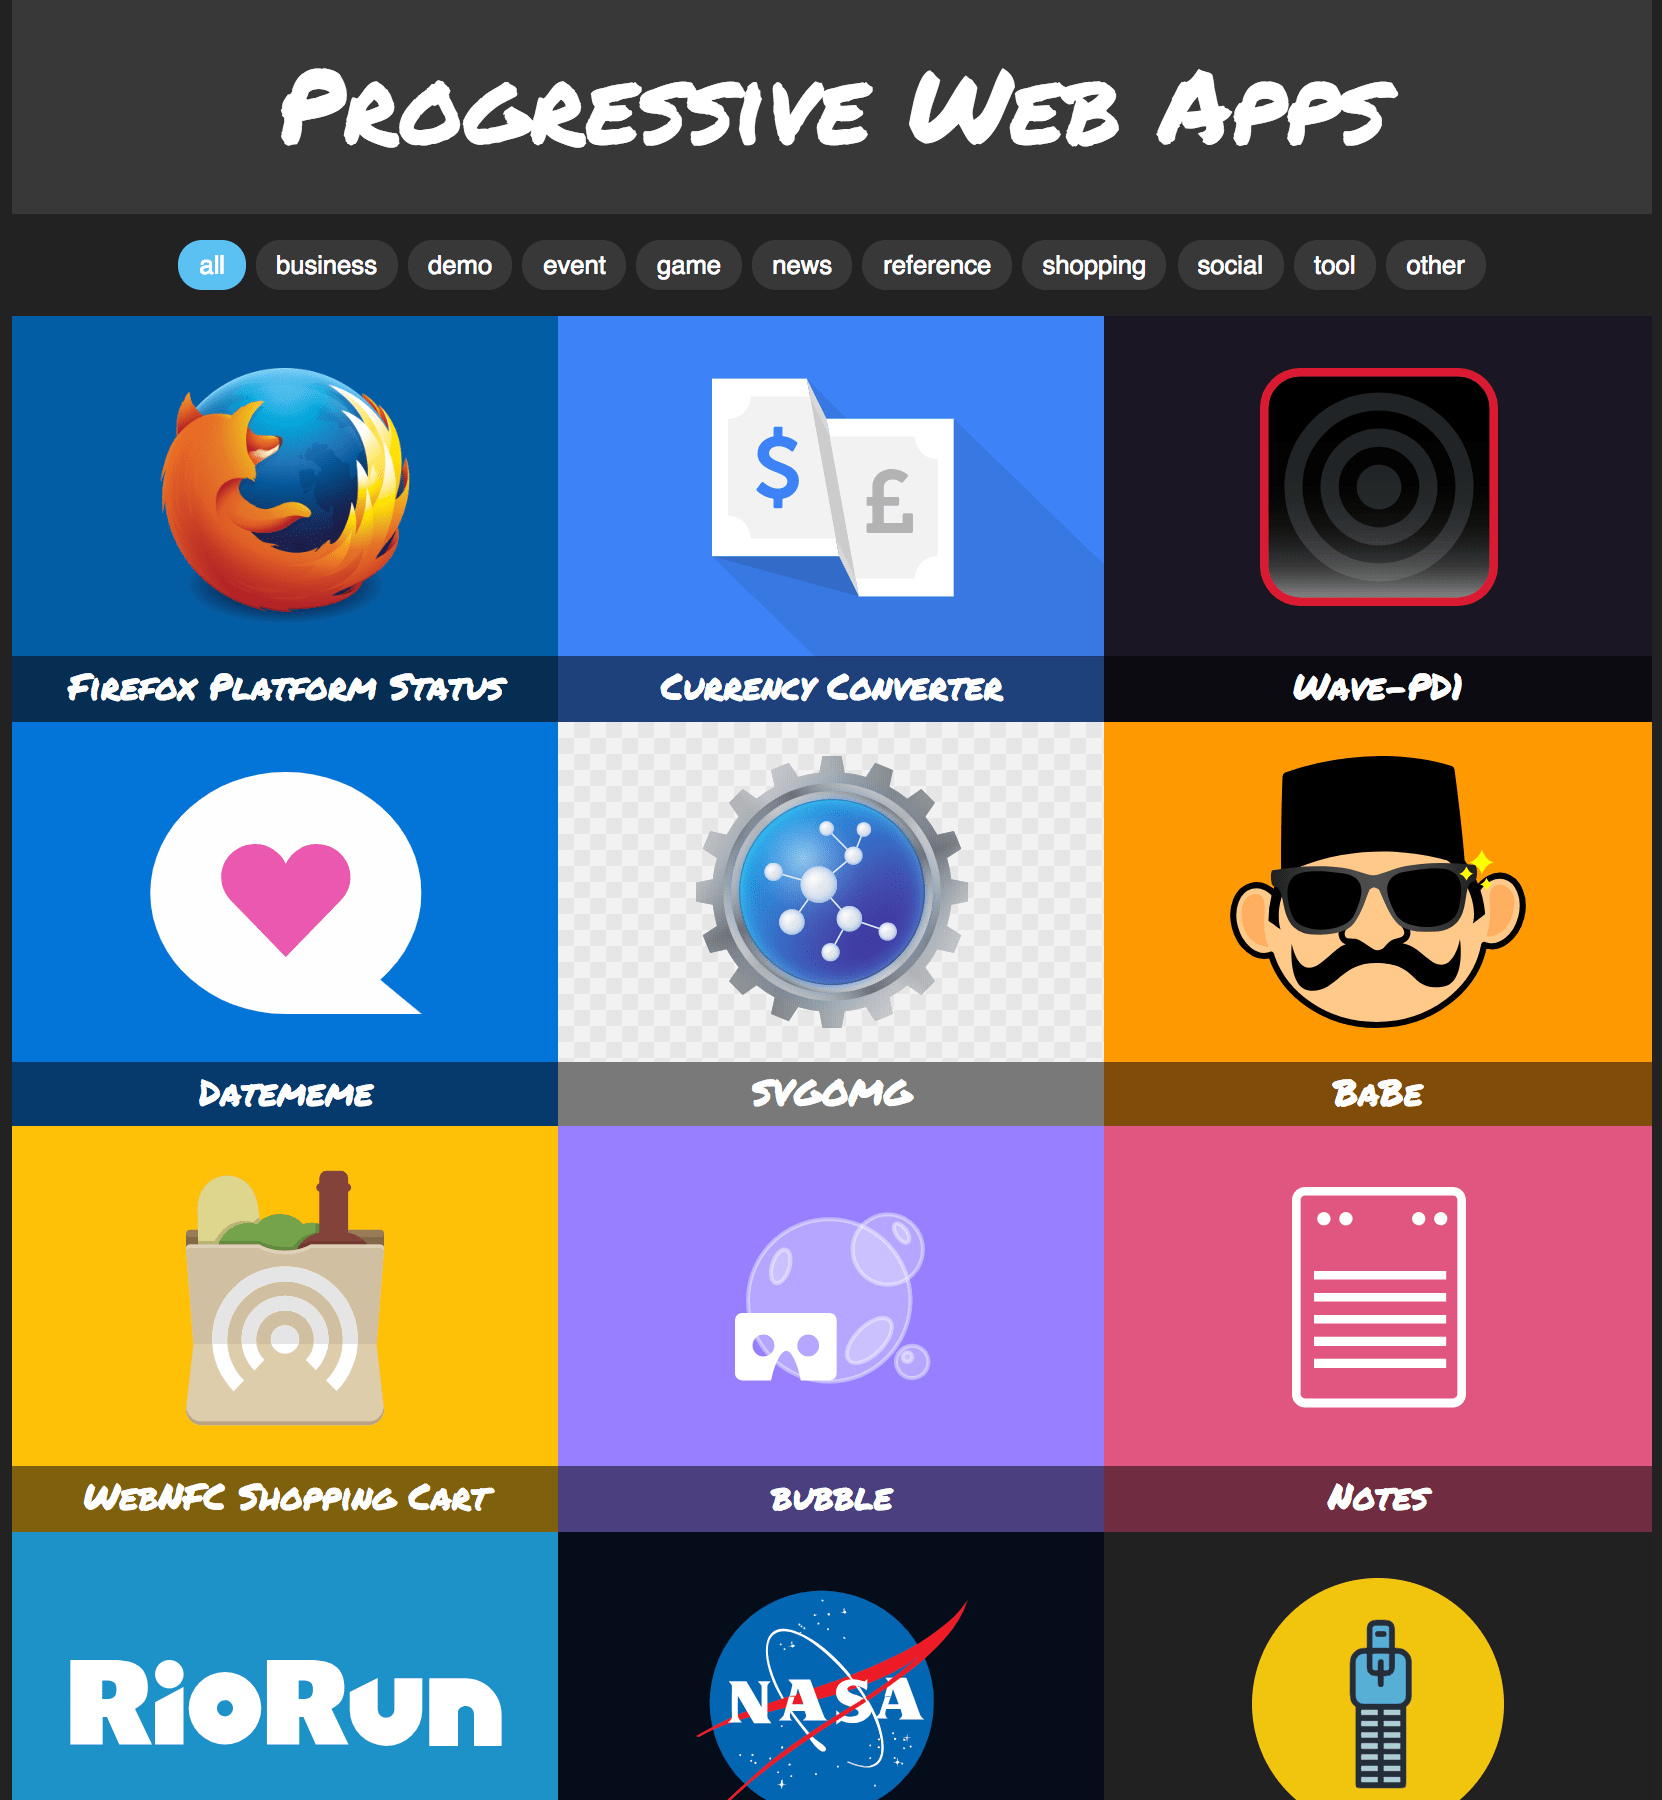 Progressive Web Apps
all business demo event game news reference shopping social tool other
$ £
Firefox Platform Status Currency Converter Wave-PD1
Datememe SVGOMG BaBe
WebNFC Shopping Cart bubble Notes
RioRun NASA